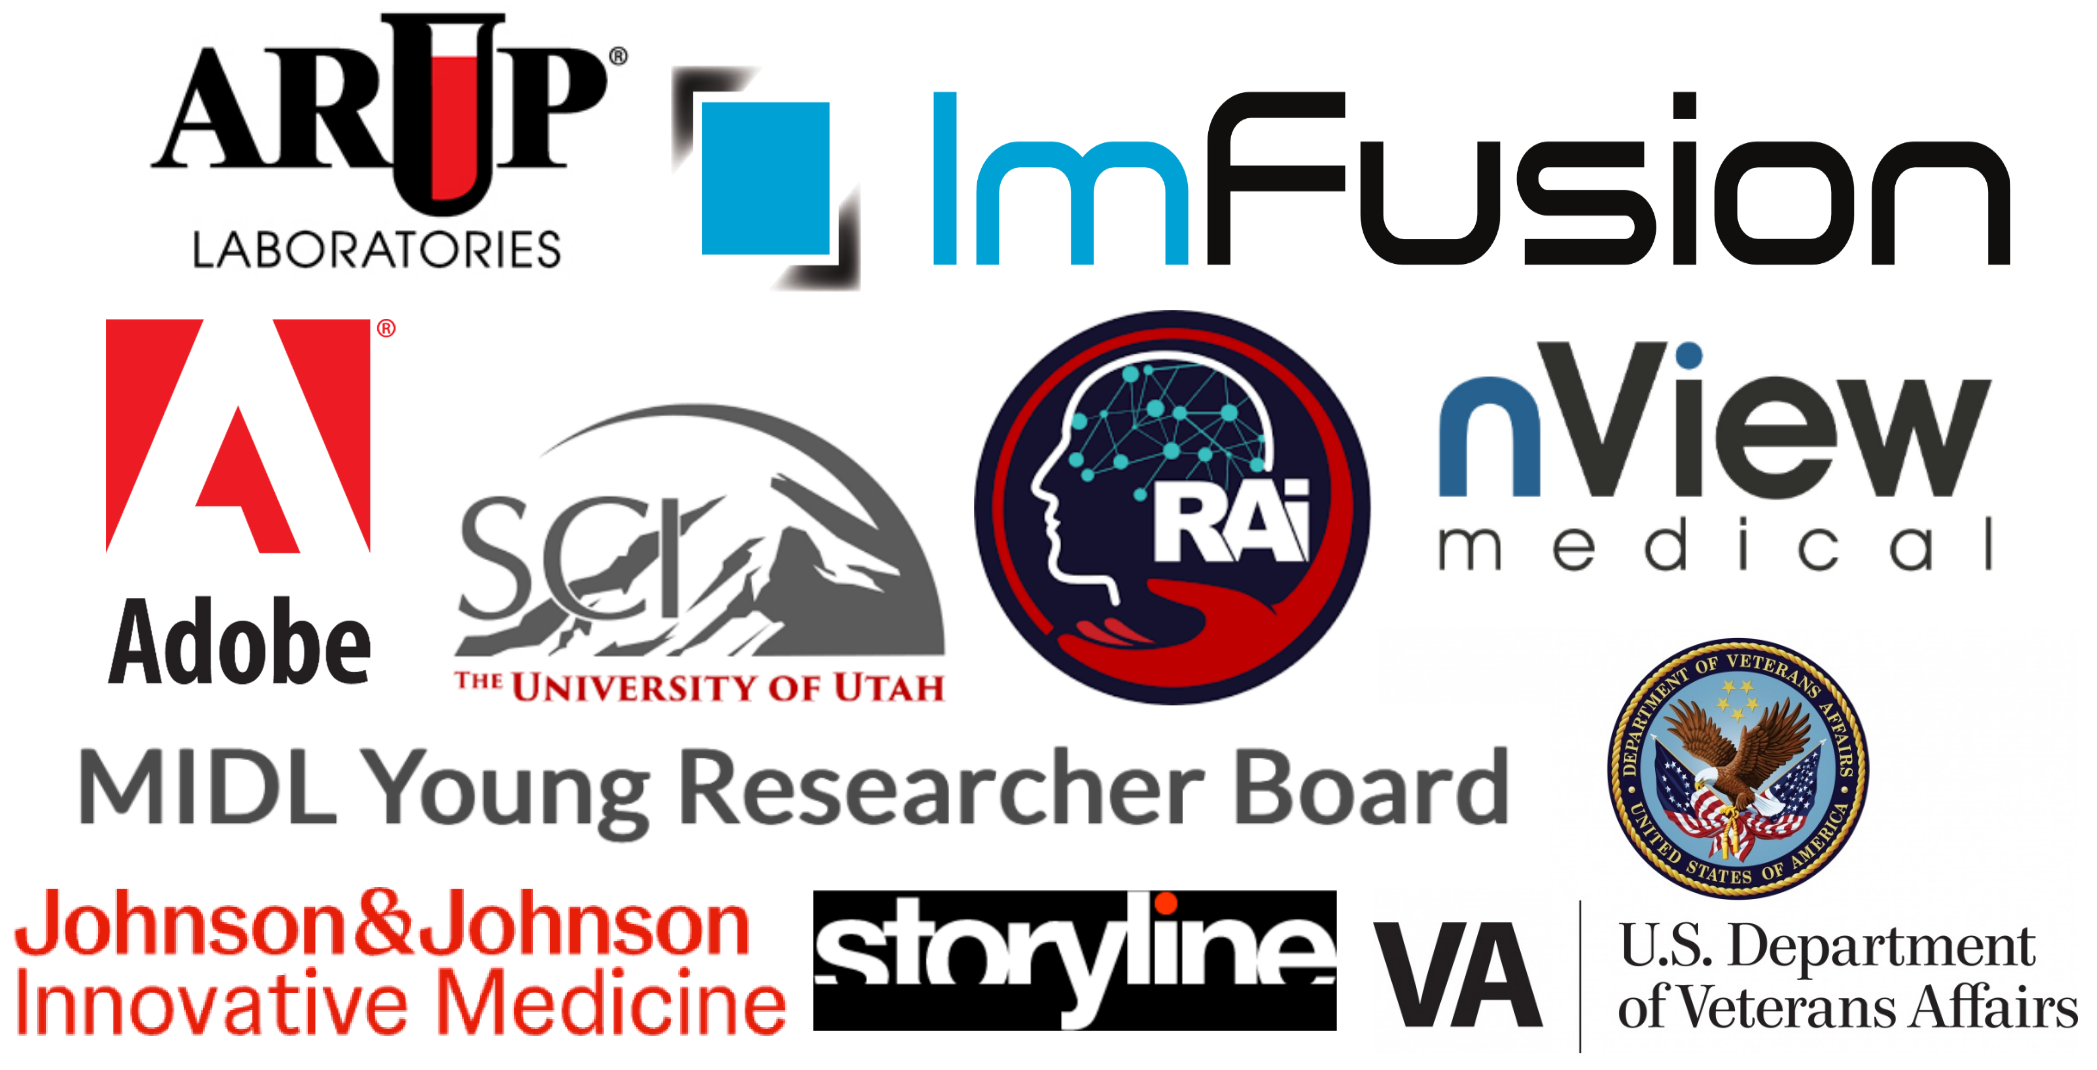 ARUP®
LABORATORIES
ImFusion
®
Adobe
SCI
THE UNIVERSITY OF UTAH
RAi
nView
medical
MIDL Young Researcher Board
DEPARTMENT OF VETERANS AFFAIRS
UNITED STATES OF AMERICA
Johnson&Johnson
Innovative Medicine
storyline
VA
U.S. Department
of Veterans Affairs